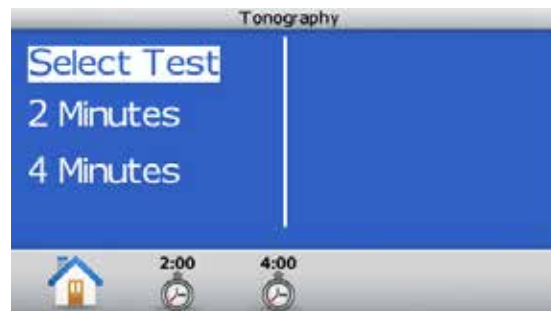 Tonography
Select Test
2 Minutes
4 Minutes
2:00 4:00